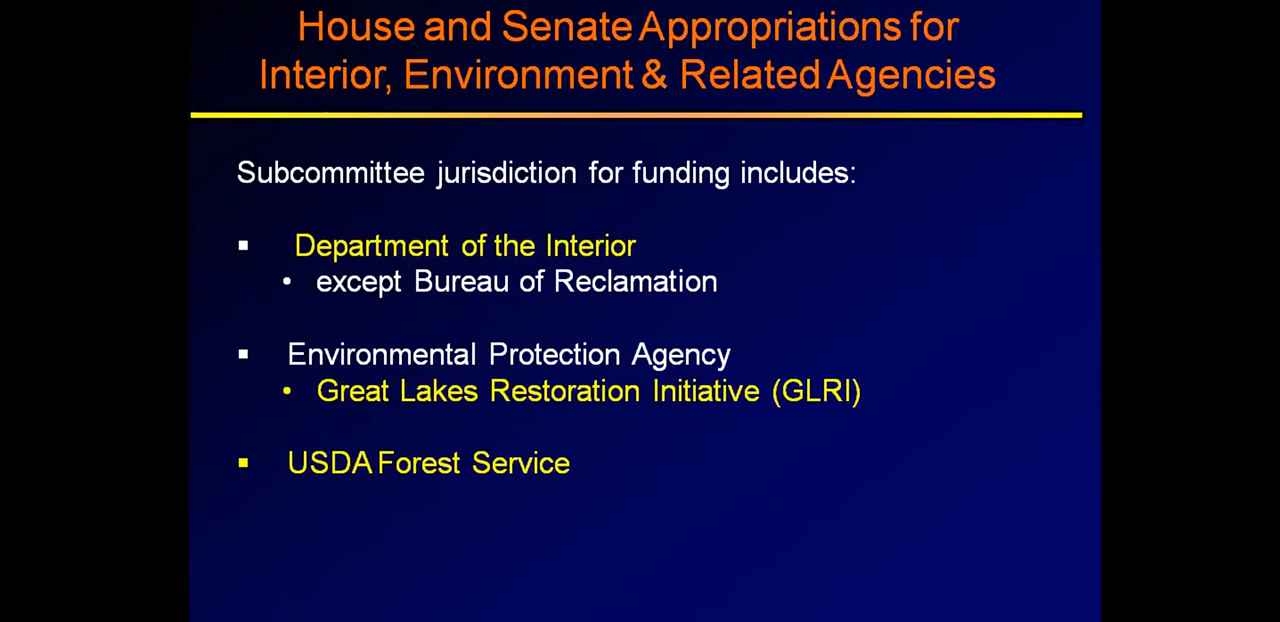 House and Senate Appropriations for
Interior, Environment & Related Agencies
Subcommittee jurisdiction for funding includes:
▪ Department of the Interior
• except Bureau of Reclamation
▪ Environmental Protection Agency
• Great Lakes Restoration Initiative (GLRI)
▪ USDA Forest Service